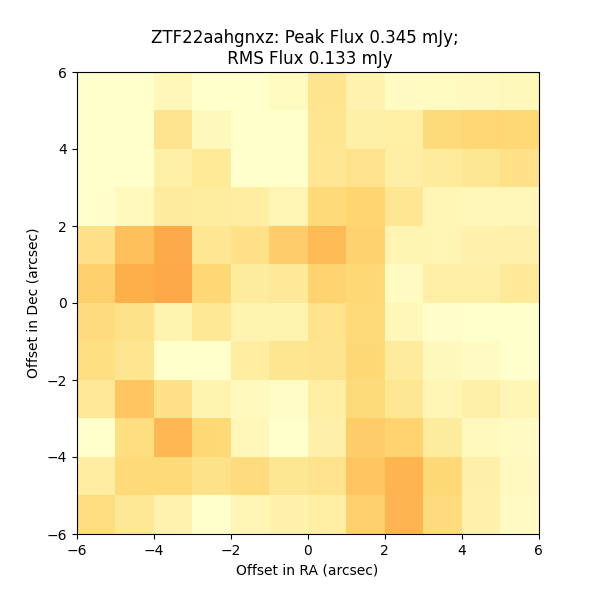 ZTF22aahgnxz: Peak Flux 0.345 mJy;
RMS Flux 0.133 mJy
6
4
2
0
−2
−4
−6
Offset in Dec (arcsec)
−6 −4 −2 0 2 4 6
Offset in RA (arcsec)